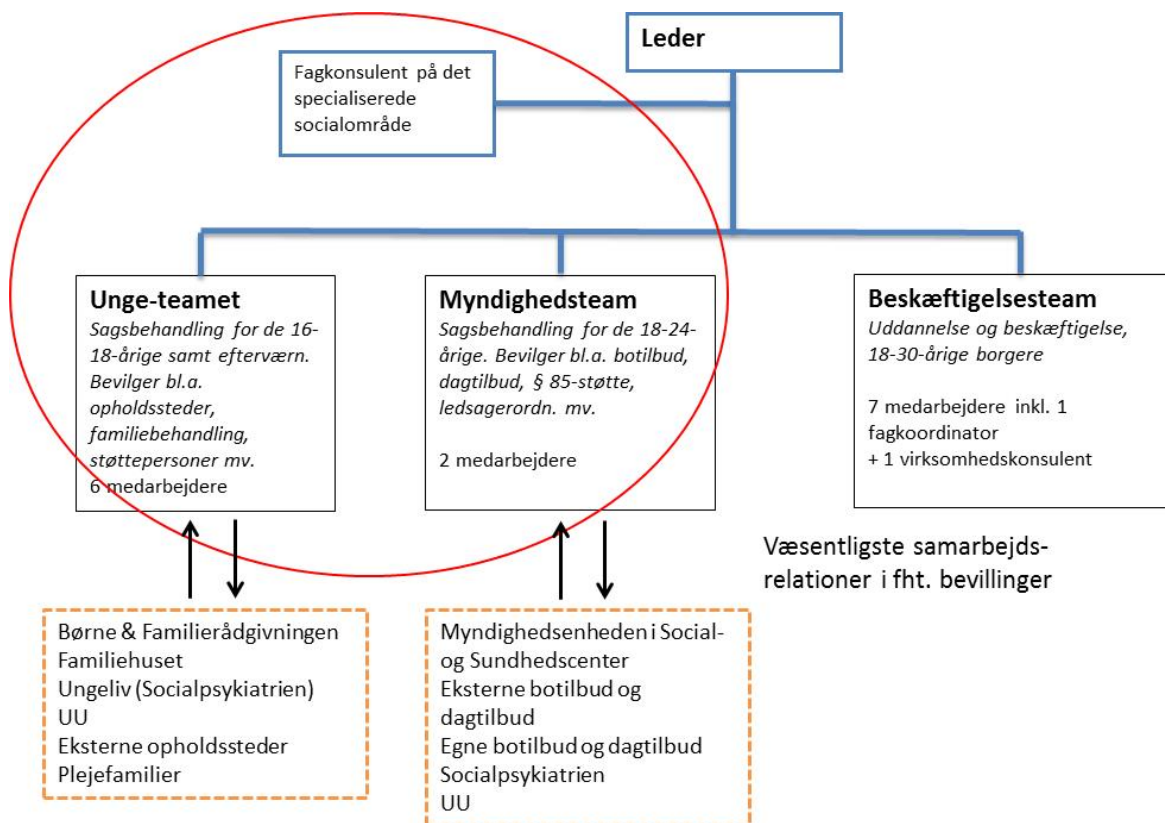 Leder
Fagkonsulent på det
specialiserede
socialområde
Unge-teamet
Sagsbehandling for de 16-
18-årige samt efterværn.
Bevilger bl.a.
opholdssteder,
familiebehandling,
støttepersoner mv.
6 medarbejdere
Myndighedsteam
Sagsbehandling for de 18-24-
årige. Bevilger bl.a. botilbud,
dagtilbud, § 85-støtte,
ledsagerordn. mv.
2 medarbejdere
Beskæftigelsesteam
Uddannelse og beskæftigelse,
18-30-årige borgere
7 medarbejdere inkl. 1
fagkoordinator
+ 1 virksomhedskonsulent
Væsentligste samarbejds-
relationer i fht. bevillinger
Børne & Familierådgivningen
Familiehuset
Ungeliv (Socialpsykiatrien)
UU
Eksterne opholdssteder
Plejefamilier
Myndighedsenheden i Social-
og Sundhedscenter
Eksterne botilbud og
dagtilbud
Egne botilbud og dagtilbud
Socialpsykiatrien
UU